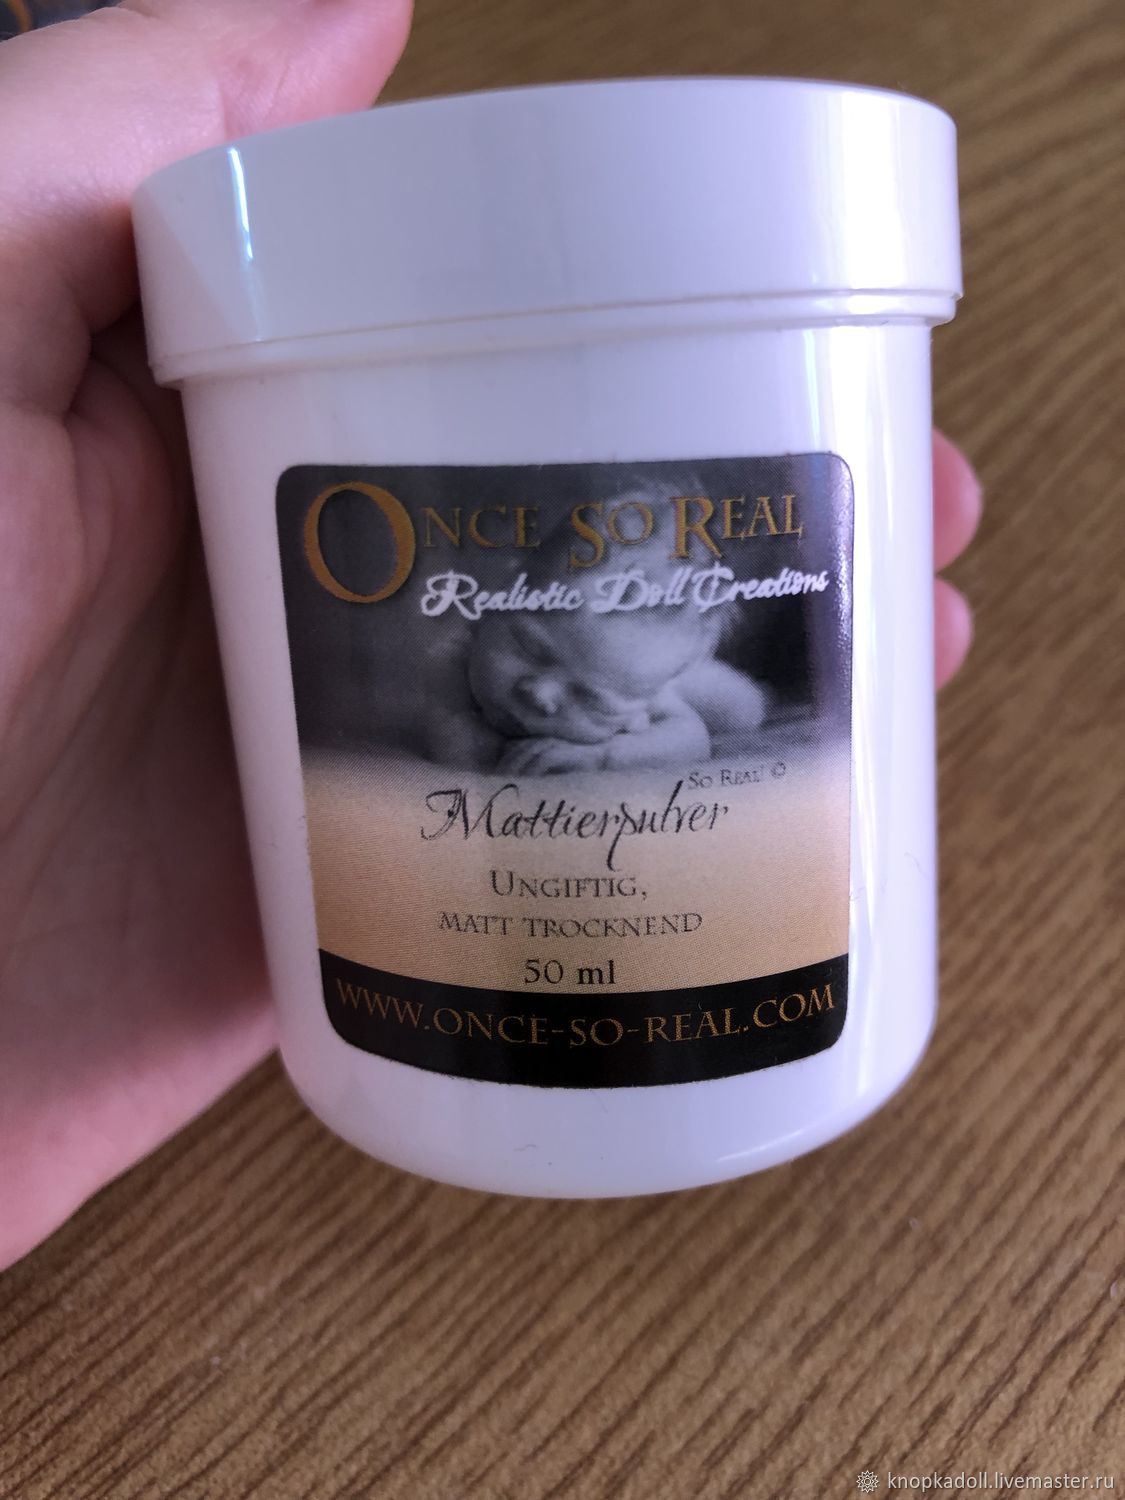 Once So Real
Realistic Doll Creations
So Real ©
Mattierpulver
Ungiftig,
matt trocknend
50 ml
www.once-so-real.com
knopkadoll.livemaster.ru